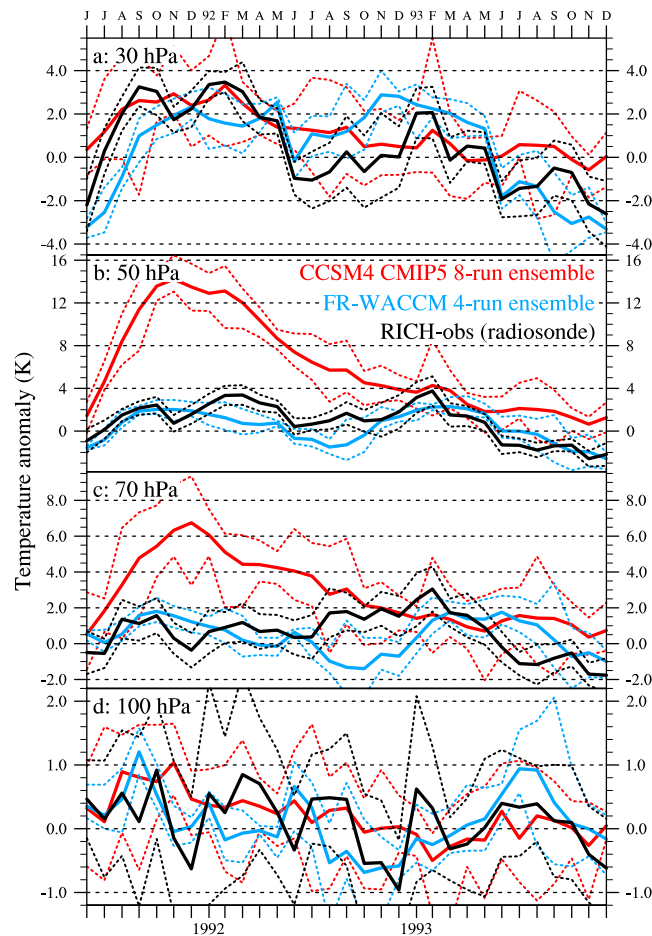 J J A S O N D 92 F M A M J J A S O N D 93 F M A M J J A S O N D
a: 30 hPa
4.0 4.0
2.0 2.0
0.0 0.0
-2.0 -2.0
-4.0 -4.0
b: 50 hPa
CCSM4 CMIP5 8-run ensemble
FR-WACCM 4-run ensemble
RICH-obs (radiosonde)
16 16
12 12
8 8
4 4
0 0
Temperature anomaly (K)
c: 70 hPa
8.0 8.0
6.0 6.0
4.0 4.0
2.0 2.0
0.0 0.0
-2.0 -2.0
d: 100 hPa
2.0 2.0
1.0 1.0
0.0 0.0
-1.0 -1.0
J J A S O N D J F M A M J J A S O N D J F M A M J J A S O N D
1992 1993